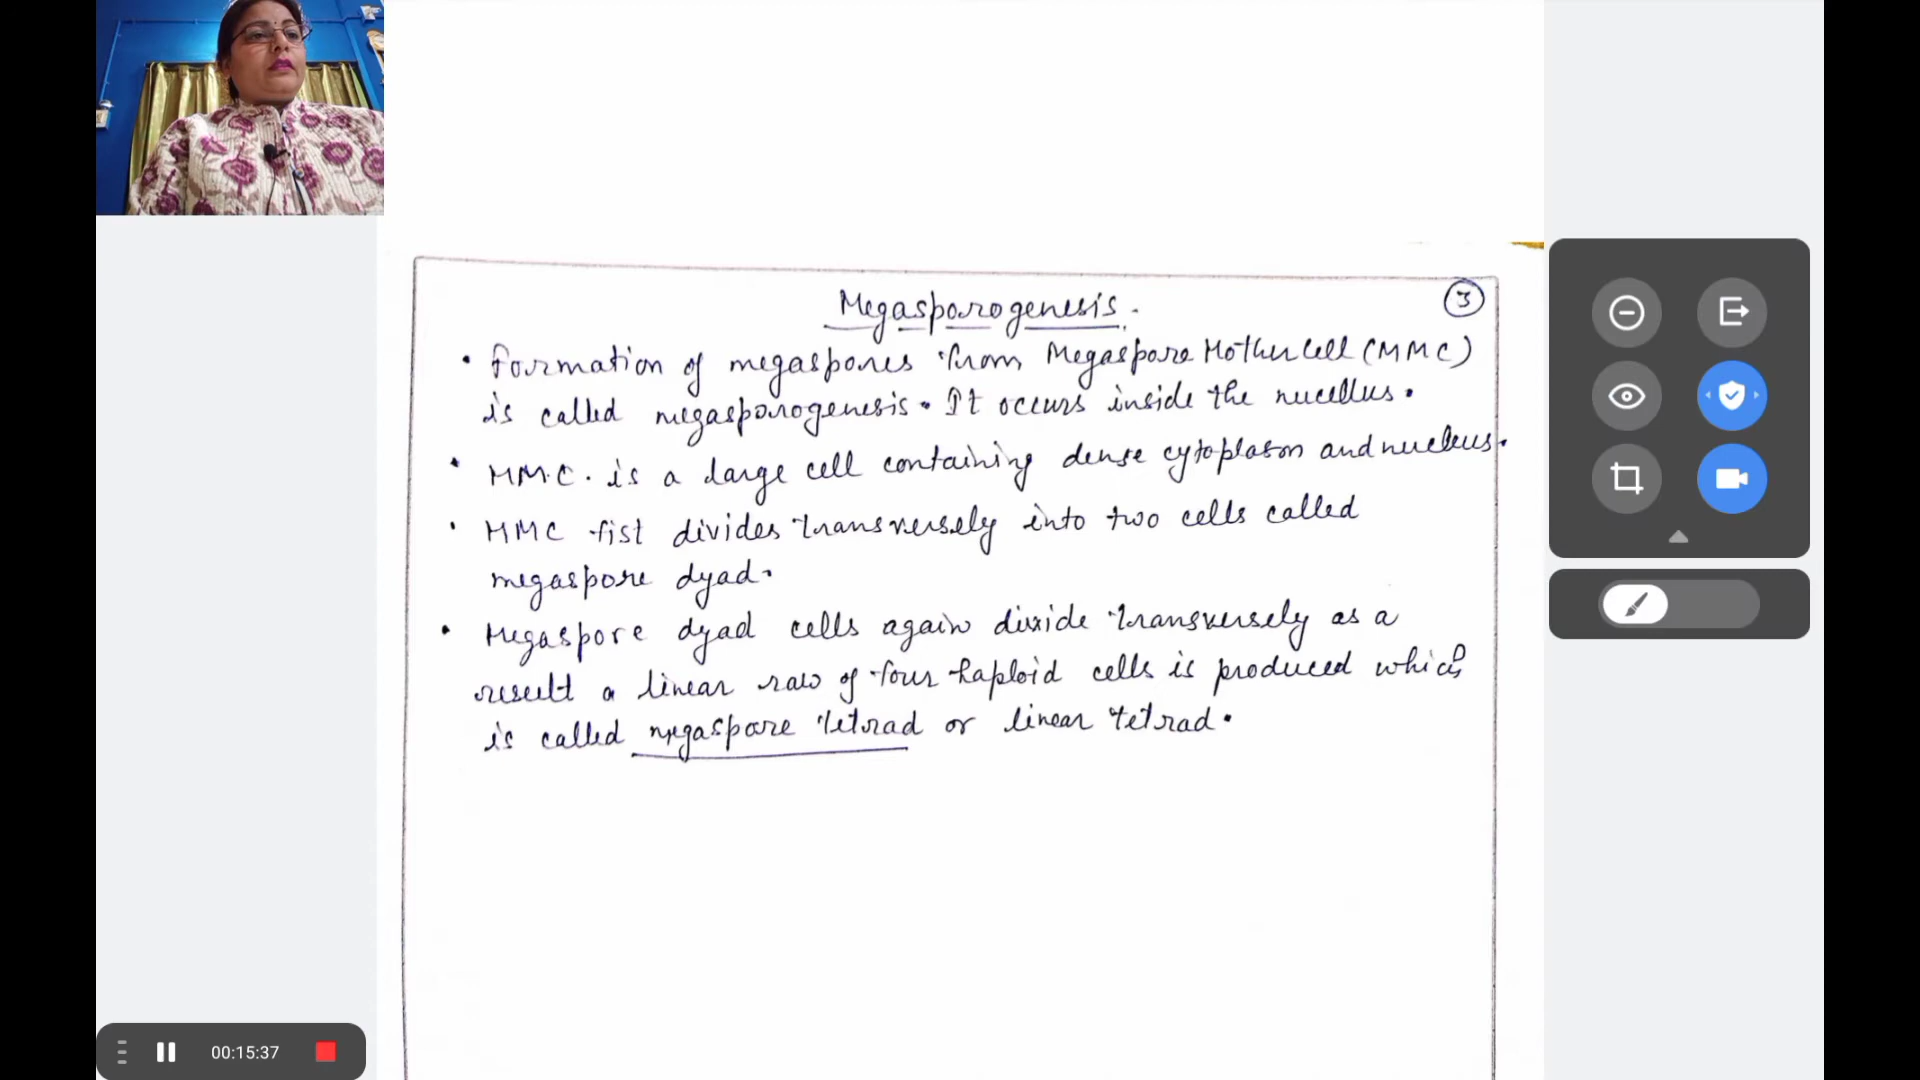 Megasporogenesis.
3
• Formation of megaspores from Megaspore Mother Cell (MMC)
is called megasporogenesis. It occurs inside the nucellus.
• MMC. is a large cell containing dense cytoplasm and nucleus.
• MMC fist divides transversely into two cells called
megaspore dyad.
• Megaspore dyad cells again divide transversely as a
result a linear raw of four haploid cells is produced which
is called megaspore tetrad or linear tetrad.
00:15:37